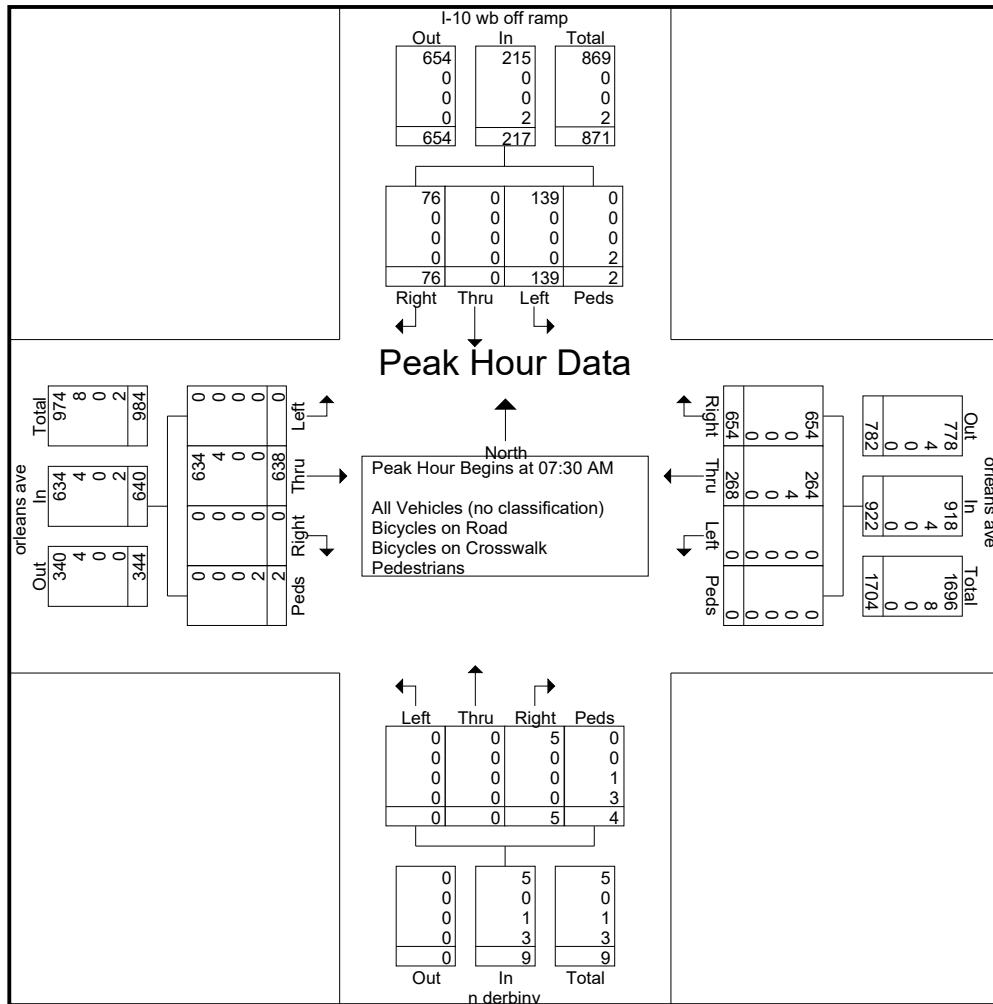 I-10 wb off ramp
Out In Total
654 215 869
0 0 0
0 0 0
0 2 2
654 217 871
76 0 139 0
0 0 0 0
0 0 0 0
0 0 0 2
76 0 139 2
Right Thru Left Peds
Peak Hour Data
orleans ave
Total In Out
974 634 340
8 4 4
0 0 0
2 2 0
984 640 344
0 634 0 0
0 4 0 0
0 0 0 0
0 0 0 2
0 638 0 2
Left Thru Right Peds
North
Peak Hour Begins at 07:30 AM
All Vehicles (no classification)
Bicycles on Road
Bicycles on Crosswalk
Pedestrians
Right Thru Left Peds
654 264 0 0
0 4 0 0
0 0 0 0
0 0 0 0
654 268 0 0
Out In Total
778 918 1696
4 4 8
0 0 0
0 0 0
782 922 1704
orleans ave
Left Thru Right Peds
0 0 5 0
0 0 0 0
0 0 0 1
0 0 0 3
0 0 5 4
0 5 5
0 0 0
0 1 1
0 3 3
0 9 9
Out In Total
n derbiny